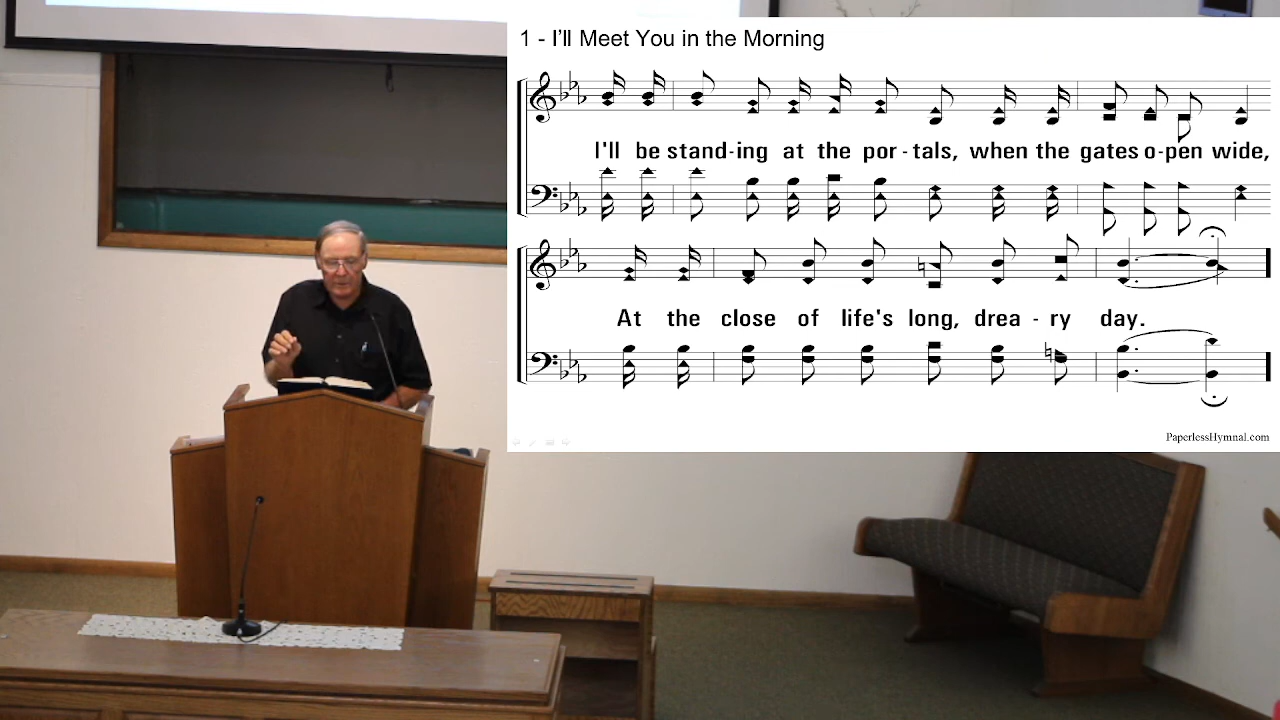 1 - I'll Meet You in the Morning
I'll be stand-ing at the por-tals, when the gates o-pen wide,
At the close of life's long, drea-ry day.
PaperlessHymnal.com